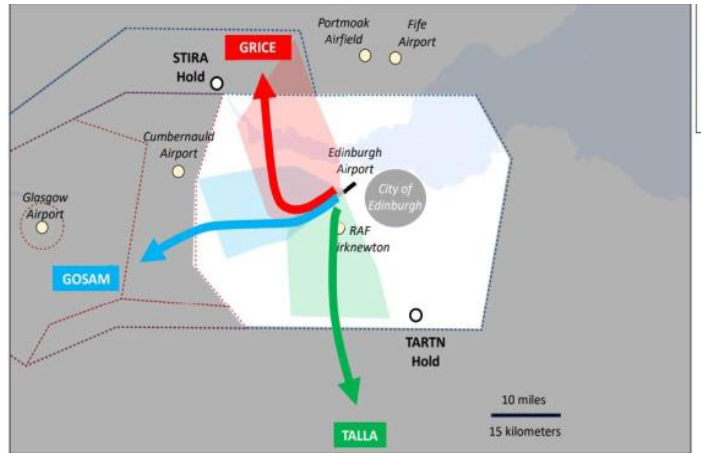 Portmoak
Airfield
Fife
Airport
GRICE
STIRA
Hold
Cumbernauld
Airport
Edinburgh
Airport
City of
Edinburgh
Glasgow
Airport
RAF
irknewton
GOSAM
TARTN
Hold
10 miles
15 kilometers
TALLA